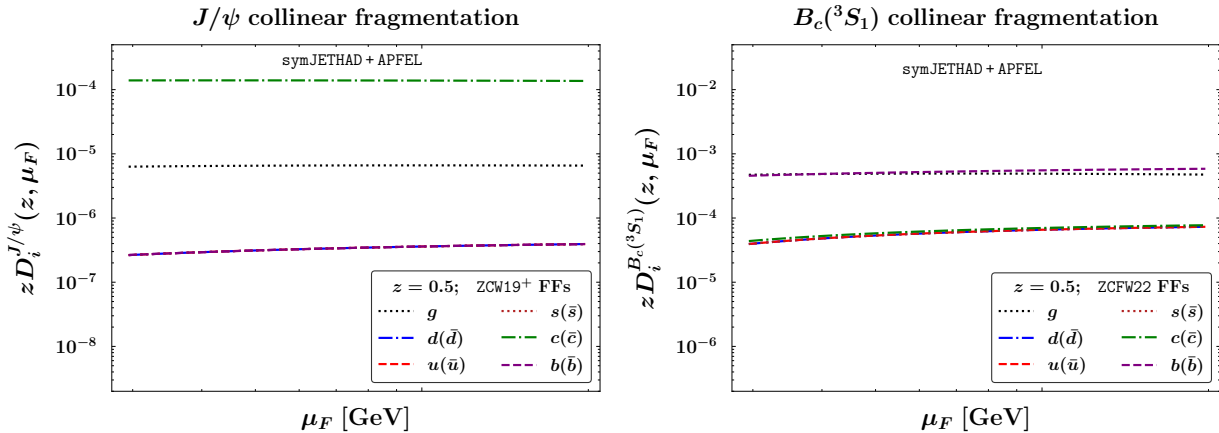 J/ψ collinear fragmentation
symJETHAD + APFEL
10⁻⁴
10⁻⁵
10⁻⁶
10⁻⁷
10⁻⁸
zD_i^{J/ψ}(z, μ_F)
z = 0.5; ZCW19⁺ FFs
g
d(d̄)
u(ū)
s(s̄)
c(c̄)
b(b̄)
μ_F [GeV]
B_c(³S₁) collinear fragmentation
symJETHAD + APFEL
10⁻²
10⁻³
10⁻⁴
10⁻⁵
10⁻⁶
zD_i^{B_c(³S₁)}(z, μ_F)
z = 0.5; ZCFW22 FFs
g
d(d̄)
u(ū)
s(s̄)
c(c̄)
b(b̄)
μ_F [GeV]